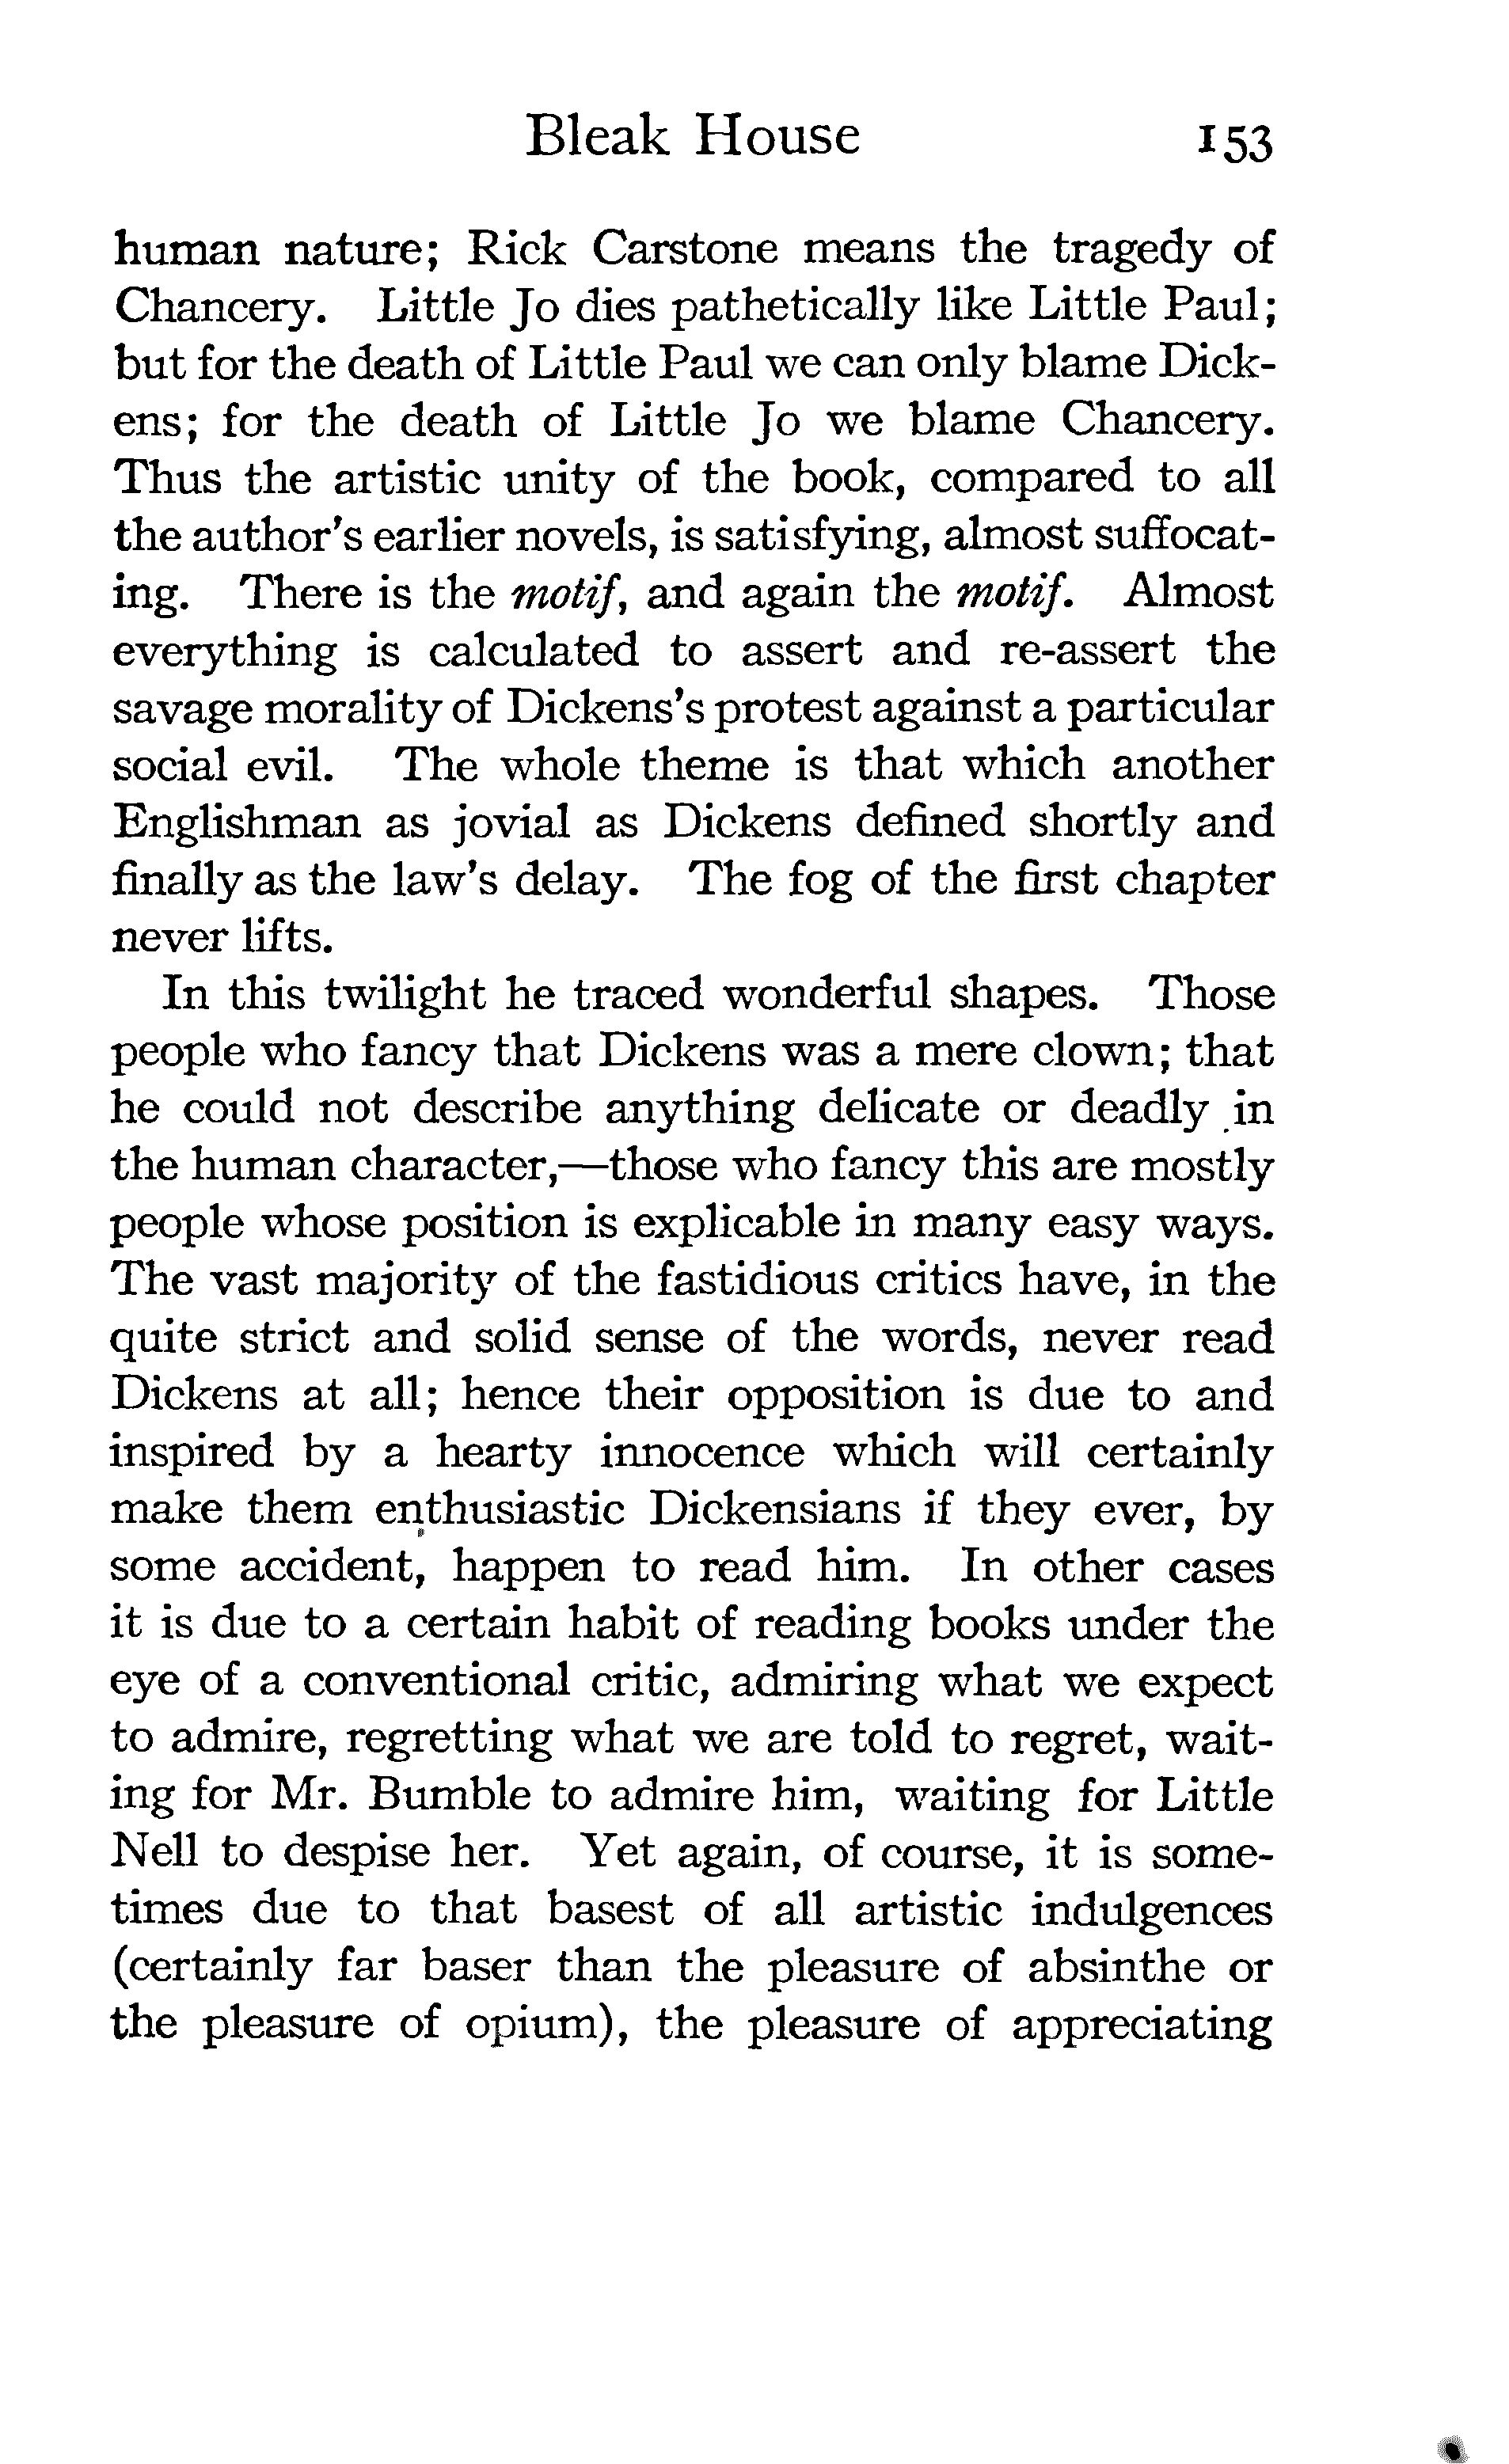 Bleak House 153
human nature; Rick Carstone means the tragedy of
Chancery. Little Jo dies pathetically like Little Paul;
but for the death of Little Paul we can only blame Dick-
ens; for the death of Little Jo we blame Chancery.
Thus the artistic unity of the book, compared to all
the author's earlier novels, is satisfying, almost suffocat-
ing. There is the motif, and again the motif. Almost
everything is calculated to assert and re-assert the
savage morality of Dickens's protest against a particular
social evil. The whole theme is that which another
Englishman as jovial as Dickens defined shortly and
finally as the law's delay. The fog of the first chapter
never lifts.
In this twilight he traced wonderful shapes. Those
people who fancy that Dickens was a mere clown; that
he could not describe anything delicate or deadly in
the human character,—those who fancy this are mostly
people whose position is explicable in many easy ways.
The vast majority of the fastidious critics have, in the
quite strict and solid sense of the words, never read
Dickens at all; hence their opposition is due to and
inspired by a hearty innocence which will certainly
make them enthusiastic Dickensians if they ever, by
some accident, happen to read him. In other cases
it is due to a certain habit of reading books under the
eye of a conventional critic, admiring what we expect
to admire, regretting what we are told to regret, wait-
ing for Mr. Bumble to admire him, waiting for Little
Nell to despise her. Yet again, of course, it is some-
times due to that basest of all artistic indulgences
(certainly far baser than the pleasure of absinthe or
the pleasure of opium), the pleasure of appreciating